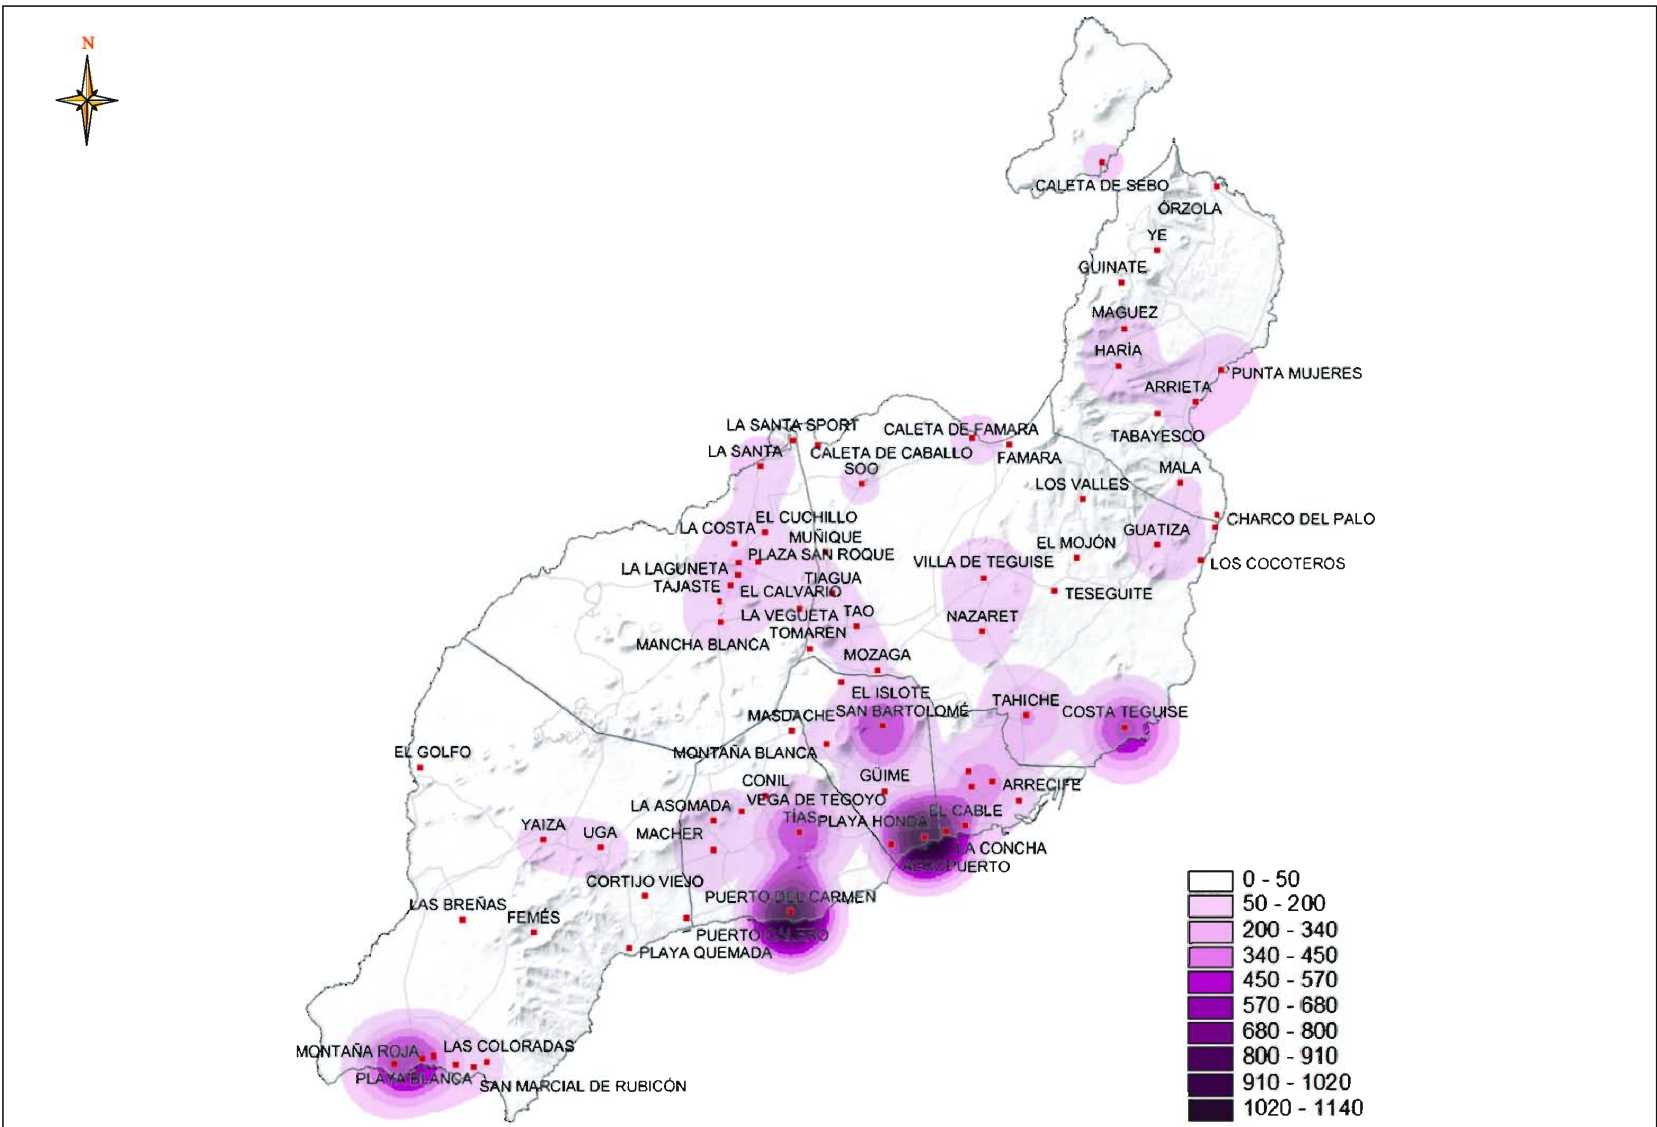 N
CALETA DE SEBO
ÓRZOLA
YE
GUINATE
MAGUEZ
HARÍA
PUNTA MUJERES
ARRIETA
TABAYESCO
LA SANTA SPORT
CALETA DE FAMARA
LA SANTA
CALETA DE CABALLO
FAMARA
SOO
MALA
LOS VALLES
EL CUCHILLO
CHARCO DEL PALO
LA COSTA
GUATIZA
MUÑIQUE
EL MOJÓN
PLAZA SAN ROQUE
VILLA DE TEGUISE
LOS COCOTEROS
LA LAGUNETA
TIAGUA
TAJASTE
EL CALVARIO
TESEGUITE
LA VEGUETA
TAO
NAZARET
TOMAREN
MANCHA BLANCA
MOZAGA
EL ISLOTE
TAHICHE
SAN BARTOLOMÉ
COSTA TEGUISE
MASDACHE
EL GOLFO
MONTAÑA BLANCA
GÜIME
CONIL
ARRECIFE
VEGA DE TEGOYO
LA ASOMADA
EL CABLE
TÍAS
PLAYA HONDA
YAIZA
UGA
MACHER
LA CONCHA
AEROPUERTO
CORTIJO VIEJO
PUERTO DEL CARMEN
LAS BREÑAS
FEMÉS
PUERTO CALERO
PLAYA QUEMADA
MONTAÑA ROJA
LAS COLORADAS
PLAYA BLANCA
SAN MARCIAL DE RUBICÓN
0 - 50
50 - 200
200 - 340
340 - 450
450 - 570
570 - 680
680 - 800
800 - 910
910 - 1020
1020 - 1140